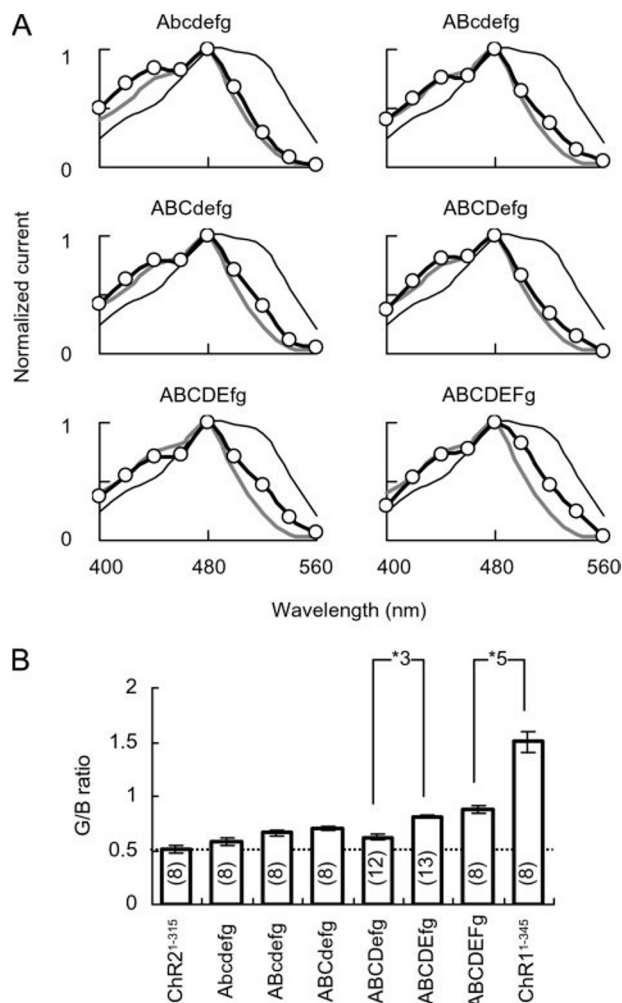 A
Abcdefg
ABcdefg
1
0
ABCdefg
ABCDefg
1
0
Normalized current
ABCDEfg
ABCDEFg
1
0
400
480
560
400
480
560
Wavelength (nm)
B
*3
*5
2
1.5
1
0.5
0
G/B ratio
(8)
(8)
(8)
(8)
(12)
(13)
(8)
(8)
ChR2¹⁻³¹⁵
Abcdefg
ABcdefg
ABCdefg
ABCDefg
ABCDEfg
ABCDEFg
ChR1¹⁻³⁴⁵